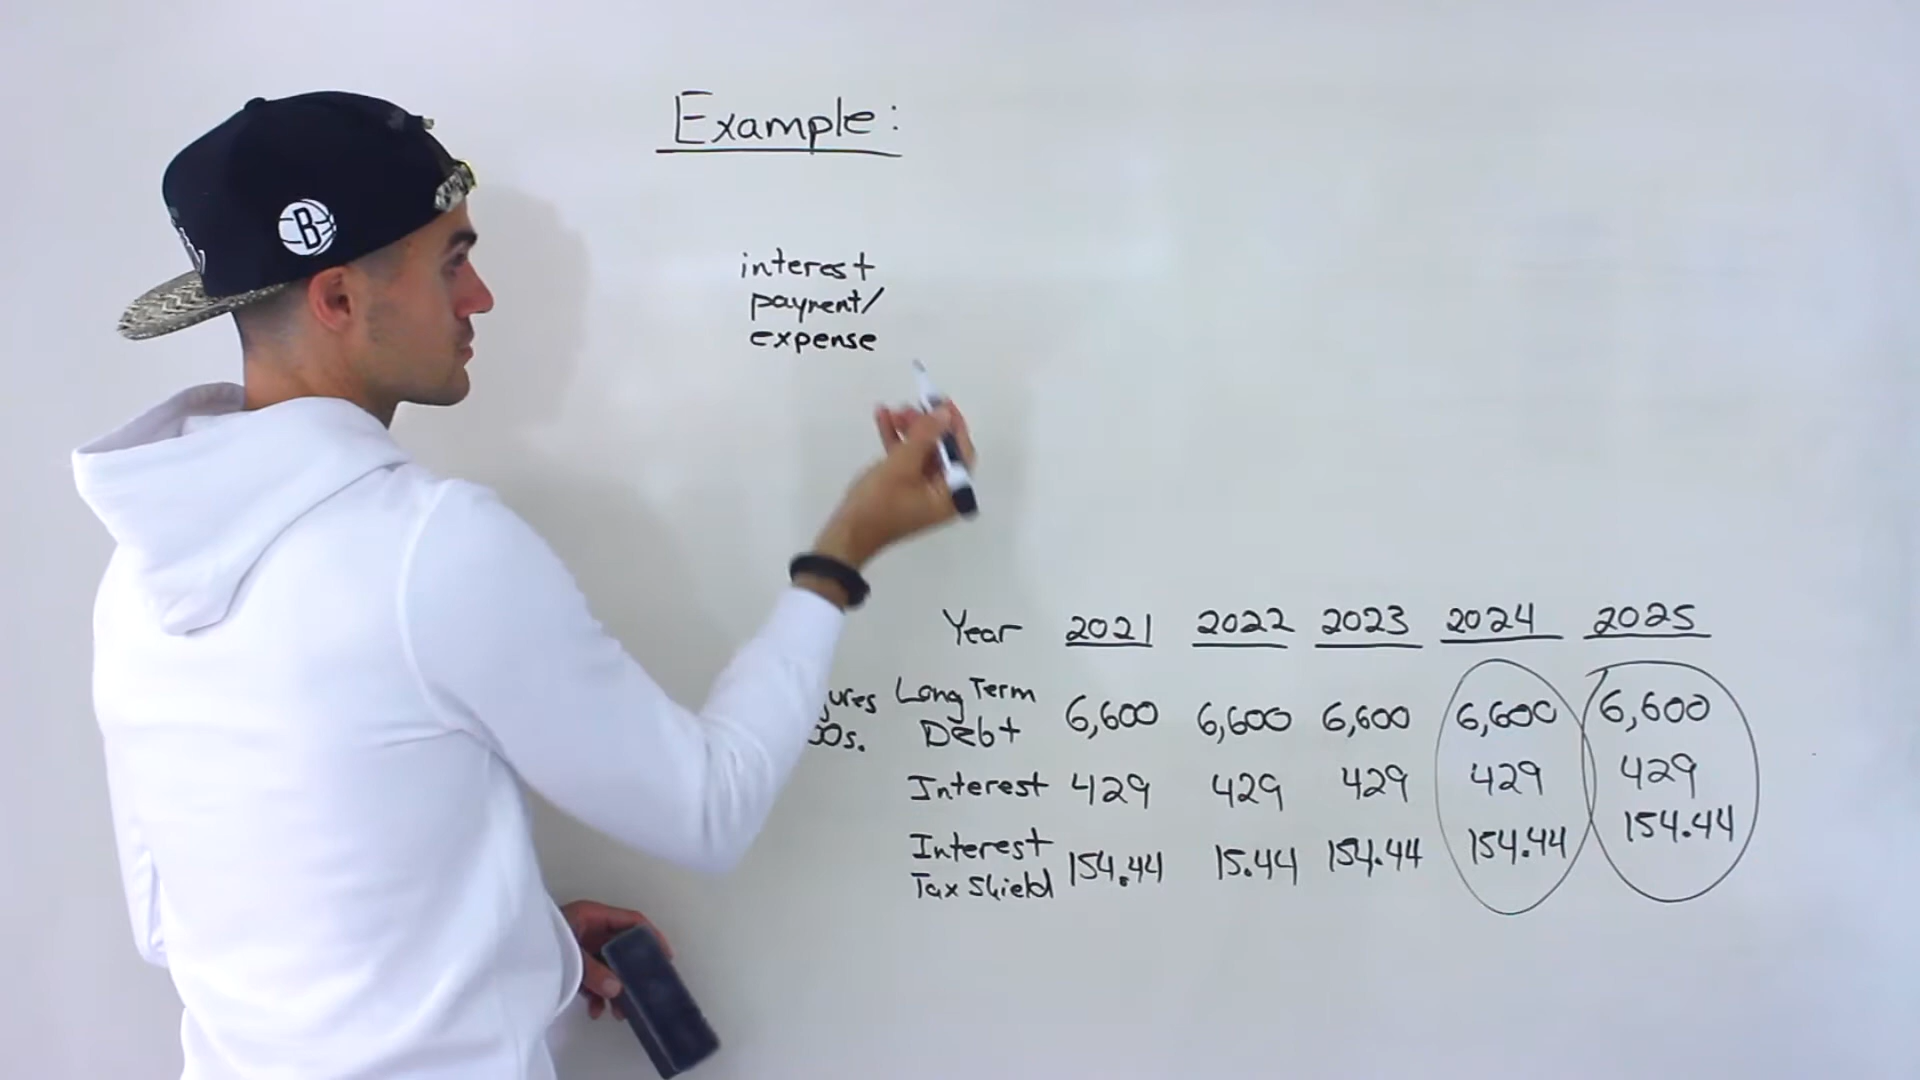 Example:
interest
payment/
expense
Year 2021 2022 2023 2024 2025
Long Term
Debt 6,600 6,600 6,600 6,600 6,600
Interest 429 429 429 429 429
Interest
Tax Shield 154.44 15.44 154.44 154.44 154.44
B